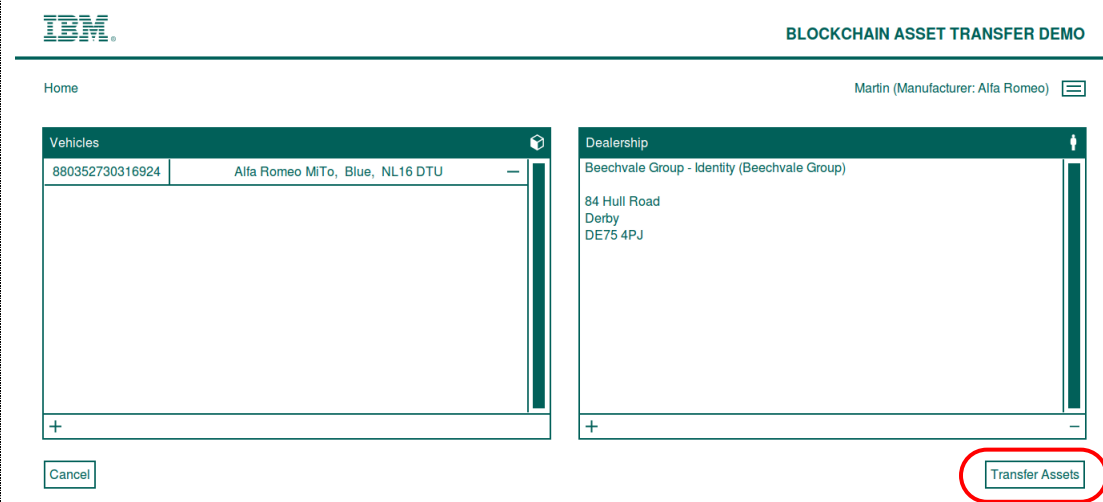 IBM®
BLOCKCHAIN ASSET TRANSFER DEMO
Home
Martin (Manufacturer: Alfa Romeo)
Vehicles
880352730316924 Alfa Romeo MiTo, Blue, NL16 DTU −
+
Dealership
Beechvale Group - Identity (Beechvale Group)
84 Hull Road
Derby
DE75 4PJ
+ −
Cancel
Transfer Assets